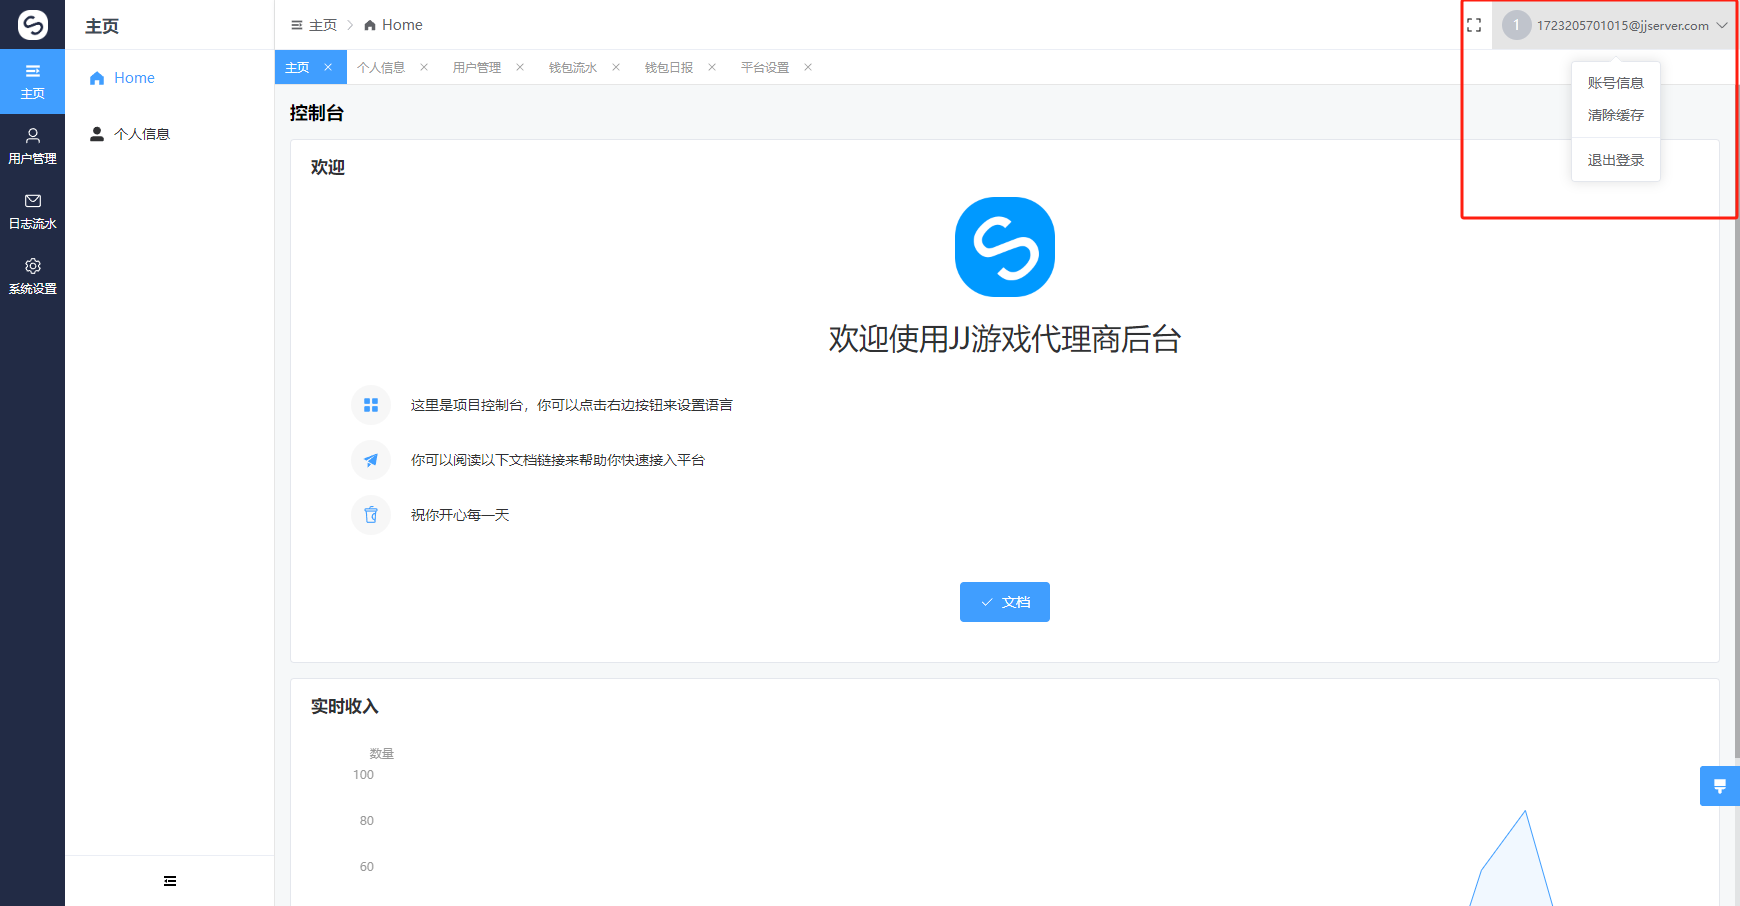 主页
用户管理
日志流水
系统设置
主页
Home
个人信息
主页 Home
1 1723205701015@jjserver.com
主页 个人信息 用户管理 钱包流水 钱包日报 平台设置
账号信息
清除缓存
退出登录
控制台
欢迎
欢迎使用JJ游戏代理商后台
这里是项目控制台，你可以点击右边按钮来设置语言
你可以阅读以下文档链接来帮助你快速接入平台
祝你开心每一天
文档
实时收入
数量
100
80
60